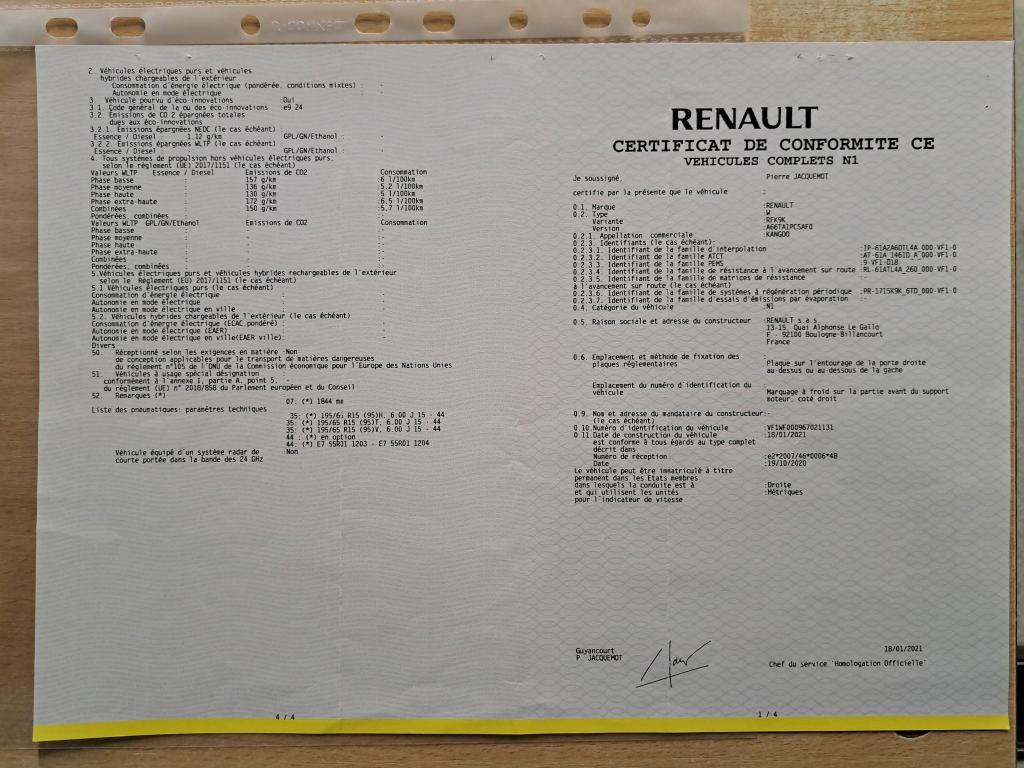 2. Véhicules électriques purs et véhicules
hybrides chargeables de l'extérieur
Consommation d'énergie électrique (pondérée, conditions mixtes) :
Autonomie en mode électrique :
3. Véhicule pourvu d'éco-innovations :Oui
3.1. Code général de la ou des éco-innovations :e9 24
3.2. Emissions de CO 2 épargnées totales
dues aux éco-innovations
3.2.1. Emissions épargnées NEDC (le cas échéant) :
Essence / Diesel : 1.12 g/km GPL/GN/Ethanol : -
3.2.2. Emissions épargnées WLTP (le cas échéant)
Essence / Diesel : - GPL/GN/Ethanol : -
4. Tous systèmes de propulsion hors véhicules électriques purs,
selon le règlement (UE) 2017/1151 (le cas échéant)
Valeurs WLTP Essence / Diesel Emissions de CO2 Consommation
Phase basse : 157 g/km :6 l/100km
Phase moyenne : 136 g/km :5.2 l/100km
Phase haute : 130 g/km :5 l/100km
Phase extra-haute : 172 g/km :6.5 l/100km
Combinées : 150 g/km :5.7 l/100km
Pondérées, combinées :
Valeurs WLTP GPL/GN/Ethanol Emissions de CO2 Consommation
Phase basse :
Phase moyenne :
Phase haute :
Phase extra-haute :
Combinées :
Pondérées, combinées :
5.Véhicules électriques purs et véhicules hybrides rechargeables de l'extérieur
selon le Règlement (EU) 2017/1151 (le cas échéant)
5.1 Véhicules électriques purs (le cas échéant)
Consommation d'énergie électrique :
Autonomie en mode électrique :
Autonomie en mode électrique en ville :
5.2. Véhicules hybrides chargeables de l'extérieur (le cas échéant)
Consommation d'énergie électrique (ECAC,pondéré) :
Autonomie en mode électrique (EAER) :
Autonomie en mode électrique en ville(EAER ville):
Divers
50. Réceptionné selon les exigences en matière :Non
de conception applicables pour le transport de matières dangereuses
du règlement n°105 de l'ONU de la Commission économique pour l'Europe des Nations Unies
51. Véhicules à usage spécial désignation :
conformément à l'annexe I, partie A, point 5, -
du règlement (UE) n° 2018/858 du Parlement européen et du Conseil
52. Remarques (*) :
07: (*) 1844 mm
Liste des pneumatiques: paramètres techniques
35: (*) 195/65 R15 (95)H, 6.00 J 15 - 44
35: (*) 195/65 R15 (95)T, 6.00 J 15 - 44
35: (*) 195/65 R15 (95)V, 6.00 J 15 - 44
44 : (*) en option
44: (*) E7 55R01 1203 - E7 55R01 1204
Véhicule équipé d'un système radar de :Non
courte portée dans la bande des 24 GHz
4 / 4
RENAULT
CERTIFICAT DE CONFORMITE CE
VEHICULES COMPLETS N1
Je soussigné, Pierre JACQUEMOT
certifie par la présente que le véhicule :
0.1. Marque :RENAULT
0.2. Type :W
Variante :RFK9K
Version :A66TA1PCSAF0
0.2.1. Appellation commerciale :KANGOO
0.2.3. Identifiants (le cas échéant):
0.2.3.1 Identifiant de la famille d'interpolation :IP-61A2A6DTL4A_000-VF1-0
0.2.3.2. Identifiant de la famille ATCT :AT-61A_1461D_A_000-VF1-0
0.2.3.3. Identifiant de la famille PEMS :9-VF1-D18
0.2.3.4 Identifiant de la famille de résistance à l'avancement sur route :RL-61ATL4A_260_000-VF1-0
0.2.3.5. Identifiant de la famille de matrices de résistance :-
à l'avancement sur route (le cas échéant)
0.2.3.6. Identifiant de la famille de systèmes à régénération périodique :PR-1715K9K_6TD_000-VF1-0
0.2.3.7. Identifiant de la famille d'essais d'émissions par évaporation :-
0.4. Catégorie du véhicule :N1
0.5. Raison sociale et adresse du constructeur :RENAULT s.a.s.
13-15, Quai Alphonse Le Gallo
F - 92100 Boulogne-Billancourt
France
0.6. Emplacement et méthode de fixation des :
plaques réglementaires Plaque sur l'entourage de la porte droite
au-dessus ou au-dessous de la gache
Emplacement du numéro d'identification du :
véhicule Marquage à froid sur la partie avant du support
moteur, coté droit
0.9. Nom et adresse du mandataire du constructeur:-
(le cas échéant)
0.10.Numéro d'identification du véhicule :VF1WF000967021131
0.11.Date de construction du véhicule :18/01/2021
est conforme à tous égards au type complet
décrit dans
Numéro de réception :e2*2007/46*0006*48
Date :19/10/2020
Le véhicule peut être immatriculé à titre
permanent dans les Etats membres
dans lesquels la conduite est à :Droite
et qui utilisent les unités :Métriques
pour l'indicateur de vitesse
Guyancourt 18/01/2021
P. JACQUEMOT Chef du service 'Homologation Officielle'
1 / 4